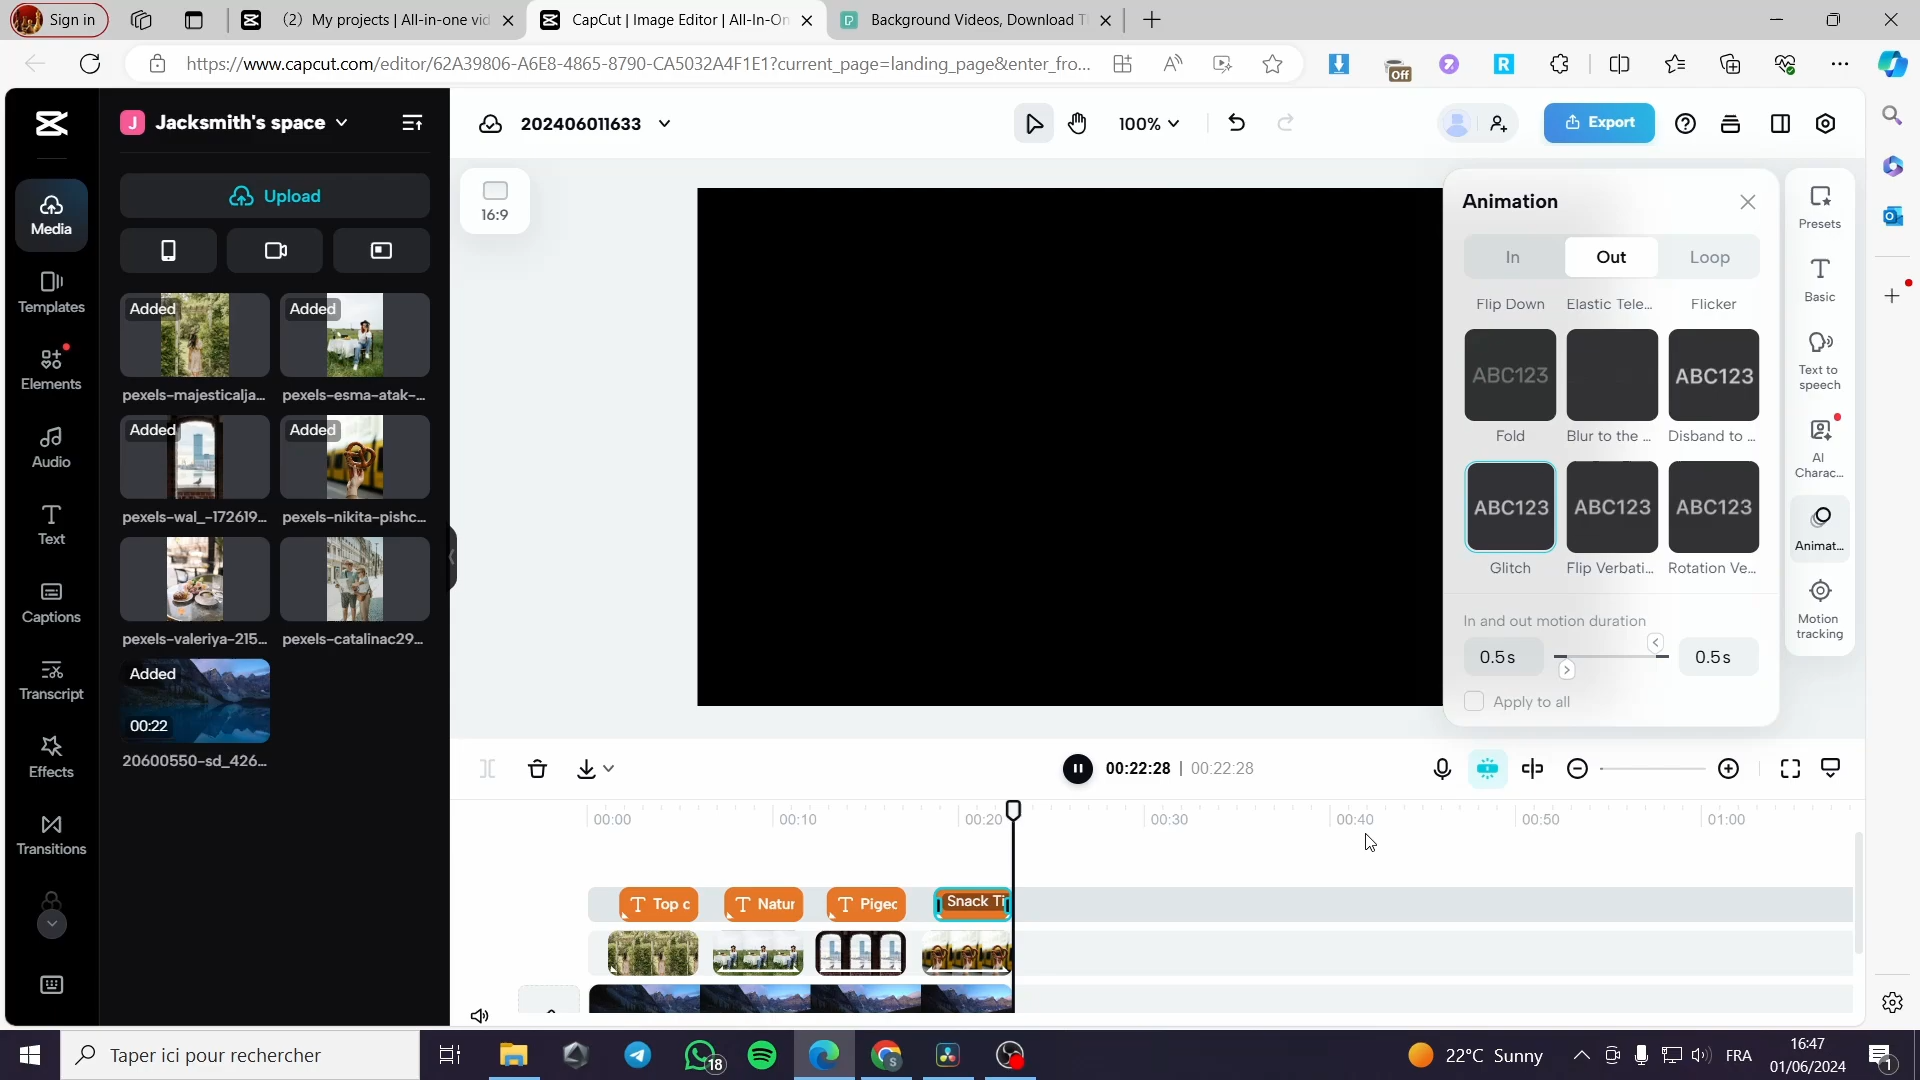 Sign in
(2) My projects | All-in-one vid
CapCut | Image Editor | All-In-On
Background Videos, Download T
https://www.capcut.com/editor/62A39806-A6E8-4865-8790-CA5032A4F1E1?current_page=landing_page&enter_fro...
Off
J Jacksmith's space
202406011633
100%
Export
Upload
Media
Templates
Elements
Audio
Text
Captions
Transcript
Effects
Transitions
Added
Added
pexels-majesticalja...
pexels-esma-atak-...
Added
Added
pexels-wal_-172619...
pexels-nikita-pishc...
pexels-valeriya-215...
pexels-catalinac29...
Added
00:22
20600550-sd_426...
16:9
Animation
In Out Loop
Flip Down Elastic Tele... Flicker
ABC123 ABC123
Fold Blur to the ... Disband to ...
ABC123 ABC123 ABC123
Glitch Flip Verbati... Rotation Ve...
In and out motion duration
0.5s 0.5s
Apply to all
Presets
Basic
Text to
speech
AI
Charac...
Animat...
Motion
tracking
00:22:28 | 00:22:28
00:00 00:10 00:20 00:30 00:40 00:50 01:00
T Top c T Natur T Pigec Snack Ti
Taper ici pour rechercher
18
22°C Sunny
FRA
16:47
01/06/2024
1